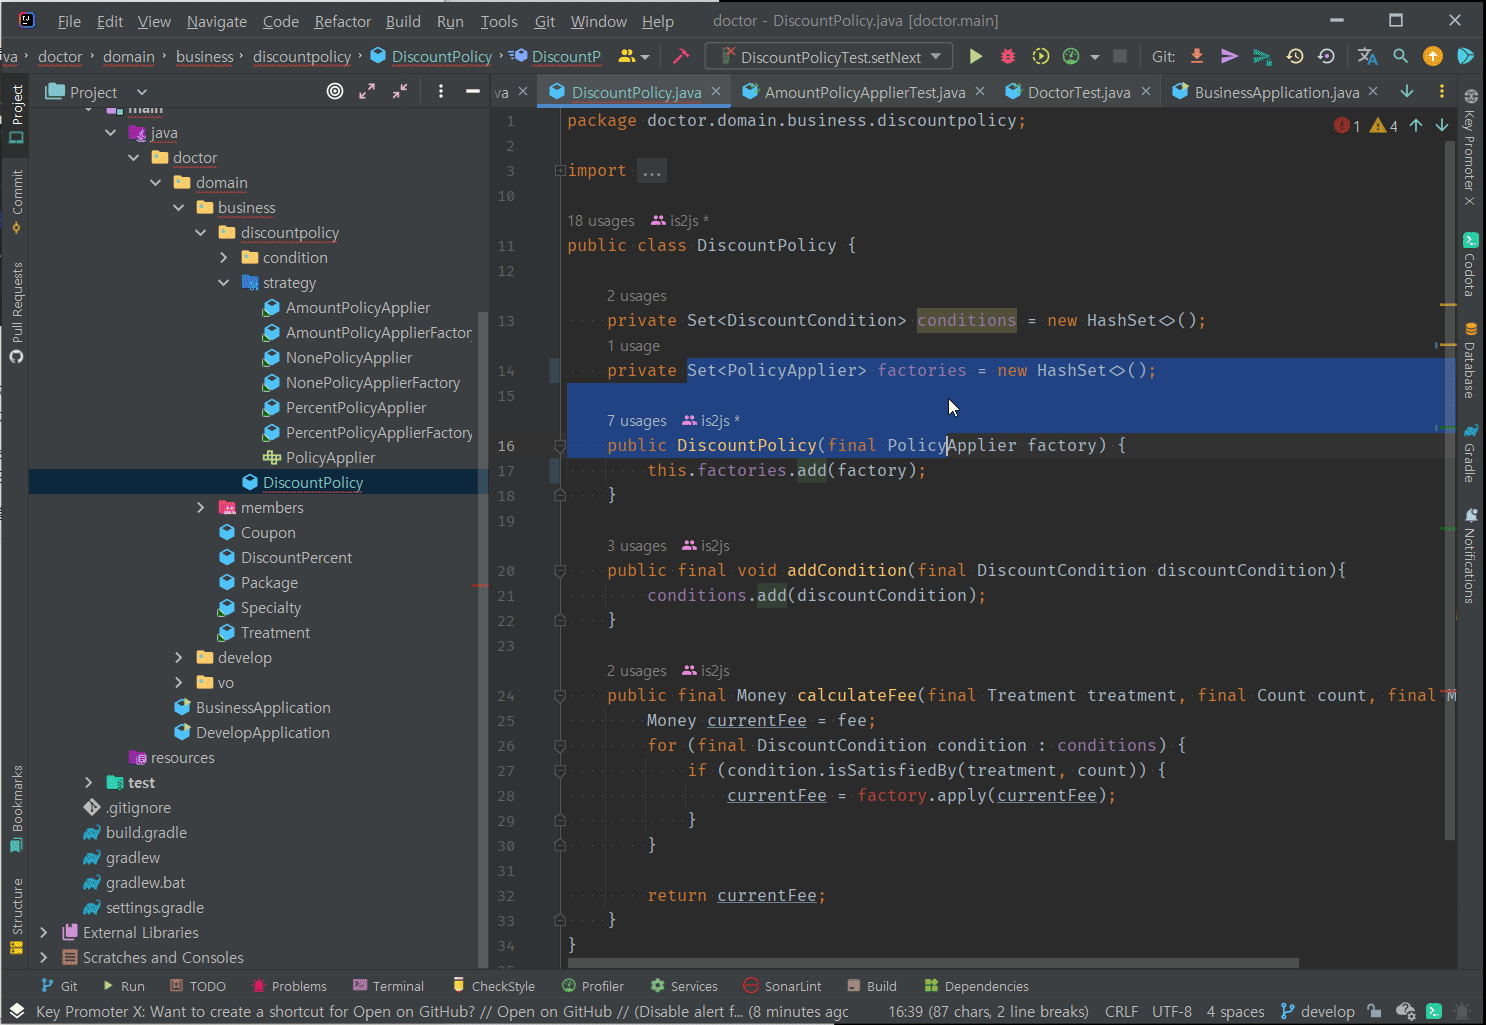 File Edit View Navigate Code Refactor Build Run Tools Git Window Help doctor - DiscountPolicy.java [doctor.main]
va › doctor › domain › business › discountpolicy › DiscountPolicy › DiscountP DiscountPolicyTest.setNext Git:
Project va DiscountPolicy.java AmountPolicyApplierTest.java DoctorTest.java BusinessApplication.java
Project
Commit
Pull Requests
Bookmarks
Structure
main
java
doctor
domain
business
discountpolicy
condition
strategy
AmountPolicyApplier
AmountPolicyApplierFactor
NonePolicyApplier
NonePolicyApplierFactory
PercentPolicyApplier
PercentPolicyApplierFactory
PolicyApplier
DiscountPolicy
members
Coupon
DiscountPercent
Package
Specialty
Treatment
develop
vo
BusinessApplication
DevelopApplication
resources
test
.gitignore
build.gradle
gradlew
gradlew.bat
settings.gradle
External Libraries
Scratches and Consoles
1 package doctor.domain.business.discountpolicy; 1 4
2
3 import ...
10
18 usages is2js *
11 public class DiscountPolicy {
12
2 usages
13 private Set<DiscountCondition> conditions = new HashSet<>();
1 usage
14 private Set<PolicyApplier> factories = new HashSet<>();
15
7 usages is2js *
16 public DiscountPolicy(final PolicyApplier factory) {
17 this.factories.add(factory);
18 }
19
3 usages is2js
20 public final void addCondition(final DiscountCondition discountCondition){
21 conditions.add(discountCondition);
22 }
23
2 usages is2js
24 public final Money calculateFee(final Treatment treatment, final Count count, final M
25 Money currentFee = fee;
26 for (final DiscountCondition condition : conditions) {
27 if (condition.isSatisfiedBy(treatment, count)) {
28 currentFee = factory.apply(currentFee);
29 }
30 }
31
32 return currentFee;
33 }
34 }
Key Promoter X
Codota
Database
Gradle
Notifications
Git Run TODO Problems Terminal CheckStyle Profiler Services SonarLint Build Dependencies
Key Promoter X: Want to create a shortcut for Open on GitHub? // Open on GitHub // (Disable alert f... (8 minutes agc 16:39 (87 chars, 2 line breaks) CRLF UTF-8 4 spaces develop